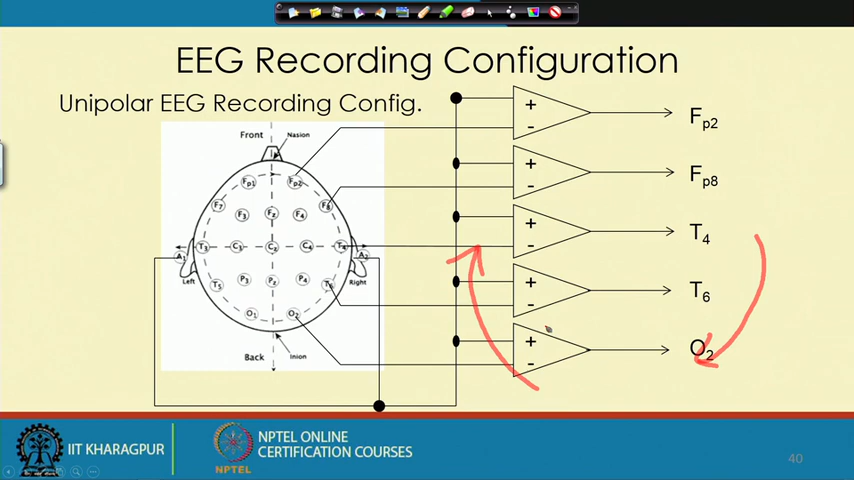 EEG Recording Configuration
Unipolar EEG Recording Config.
Front
Nasion
Fp1 Fp2
F7 F3 Fz F4 F8
A1 T3 C3 Cz C4 T4 A2
Left Right
T5 P3 Pz P4 T6
O1 O2
Back
Inion
+
-
Fp2
+
-
Fp8
+
-
T4
+
-
T6
+
-
O2
IIT KHARAGPUR
NPTEL
NPTEL ONLINE
CERTIFICATION COURSES
40